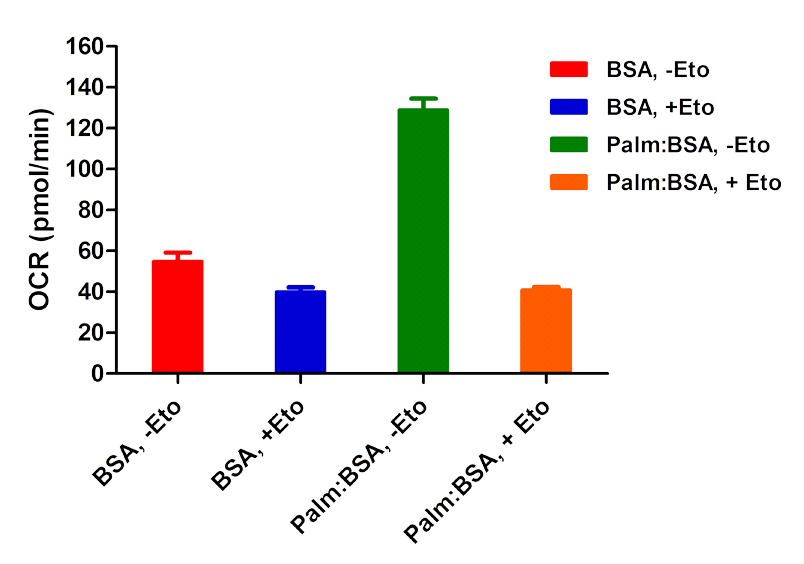 160
140
120
100
80
60
40
20
0
OCR (pmol/min)
BSA, -Eto
BSA, +Eto
Palm:BSA, -Eto
Palm:BSA, + Eto
BSA, -Eto
BSA, +Eto
Palm:BSA, -Eto
Palm:BSA, + Eto